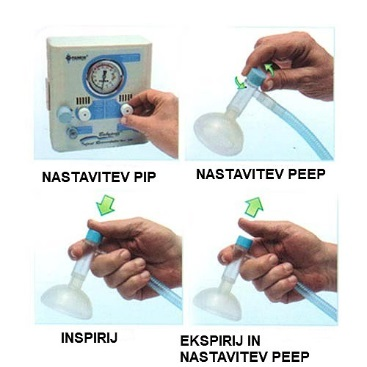 NASTAVITEV PIP
NASTAVITEV PEEP
INSPIRIJ
EKSPIRIJ IN
NASTAVITEV PEEP